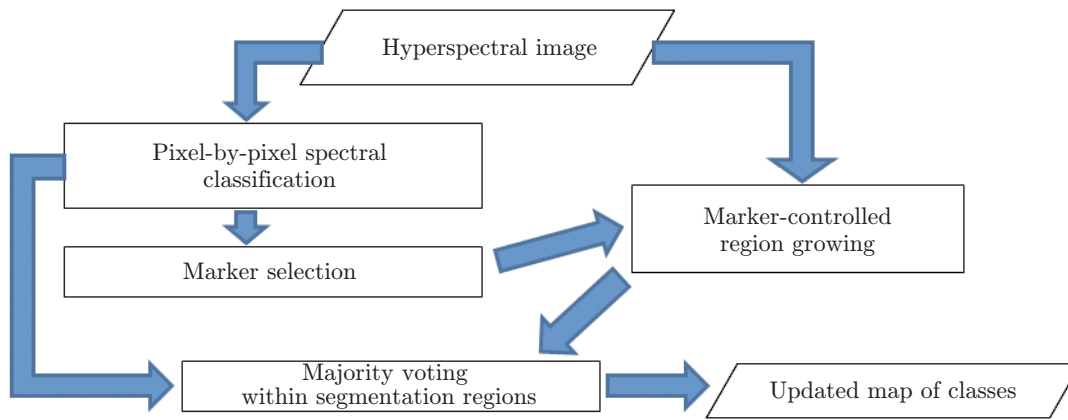 Hyperspectral image
Pixel-by-pixel spectral
classification
Marker-controlled
region growing
Marker selection
Majority voting
within segmentation regions
Updated map of classes